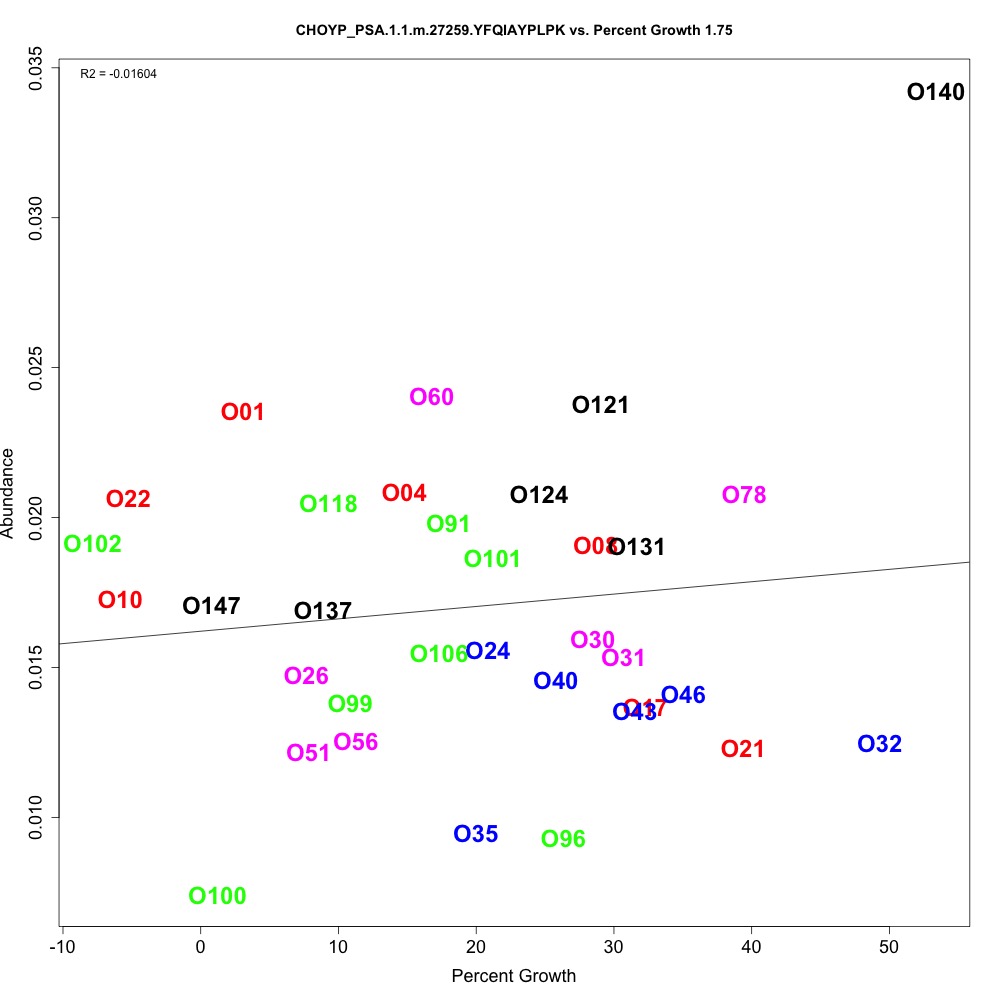 CHOYP_PSA.1.1.m.27259.YFQIAYPLPK vs. Percent Growth 1.75
R2 = -0.01604
0.035
O140
0.030
0.025
O60
O121
O01
O04
O124
O78
O22
O118
0.020
O91
O102
O08
O131
O101
O10
O147
O137
O30
O106
O24
O31
0.015
O26
O40
O46
O99
O17
O43
O56
O32
O51
O21
0.010
O35
O96
O100
Abundance
-10 0 10 20 30 40 50
Percent Growth